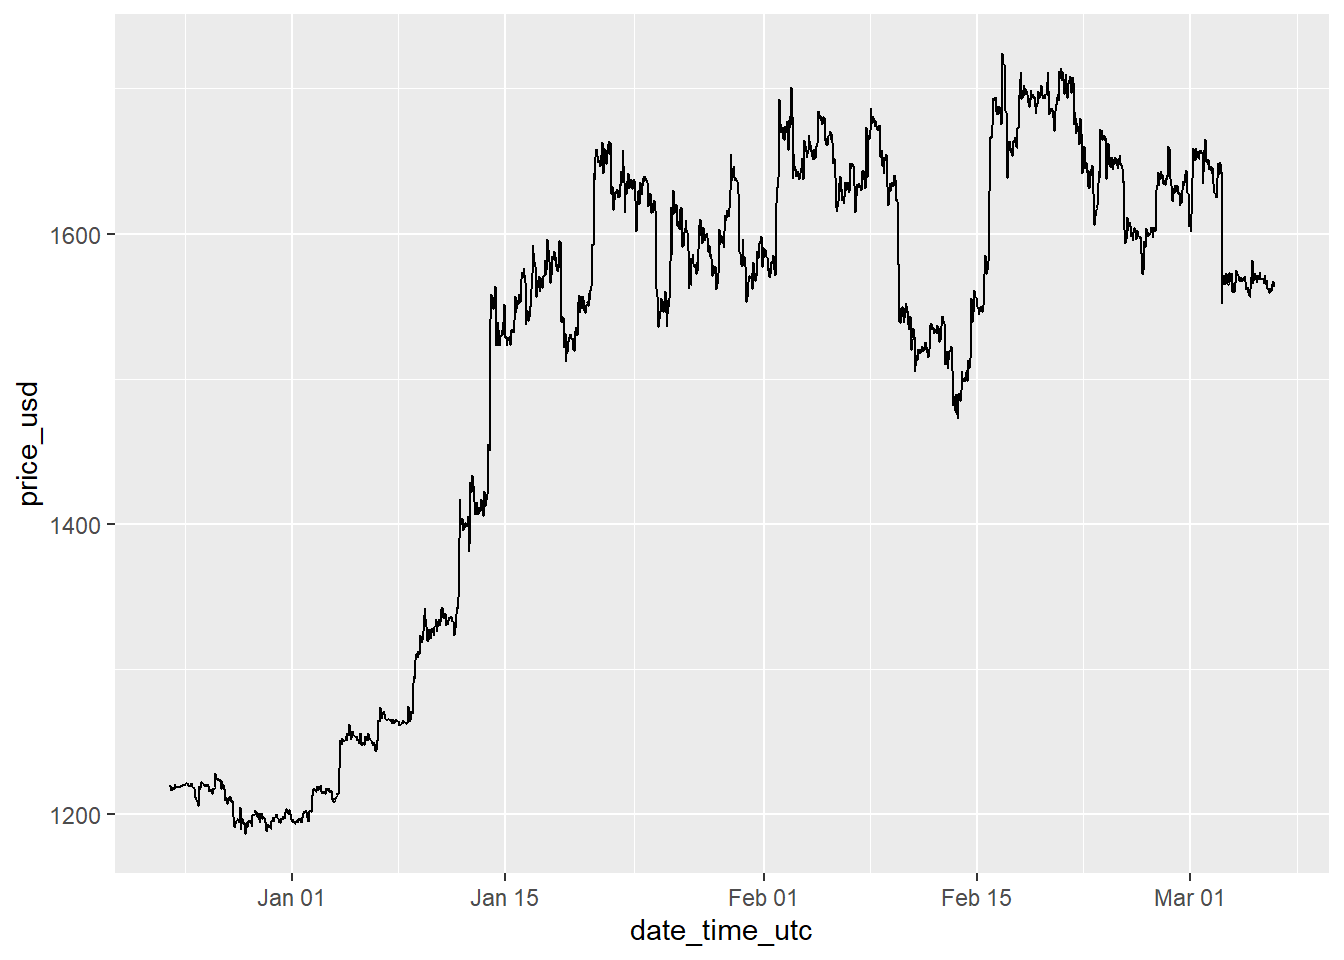 price_usd
1600
1400
1200
Jan 01
Jan 15
Feb 01
Feb 15
Mar 01
date_time_utc